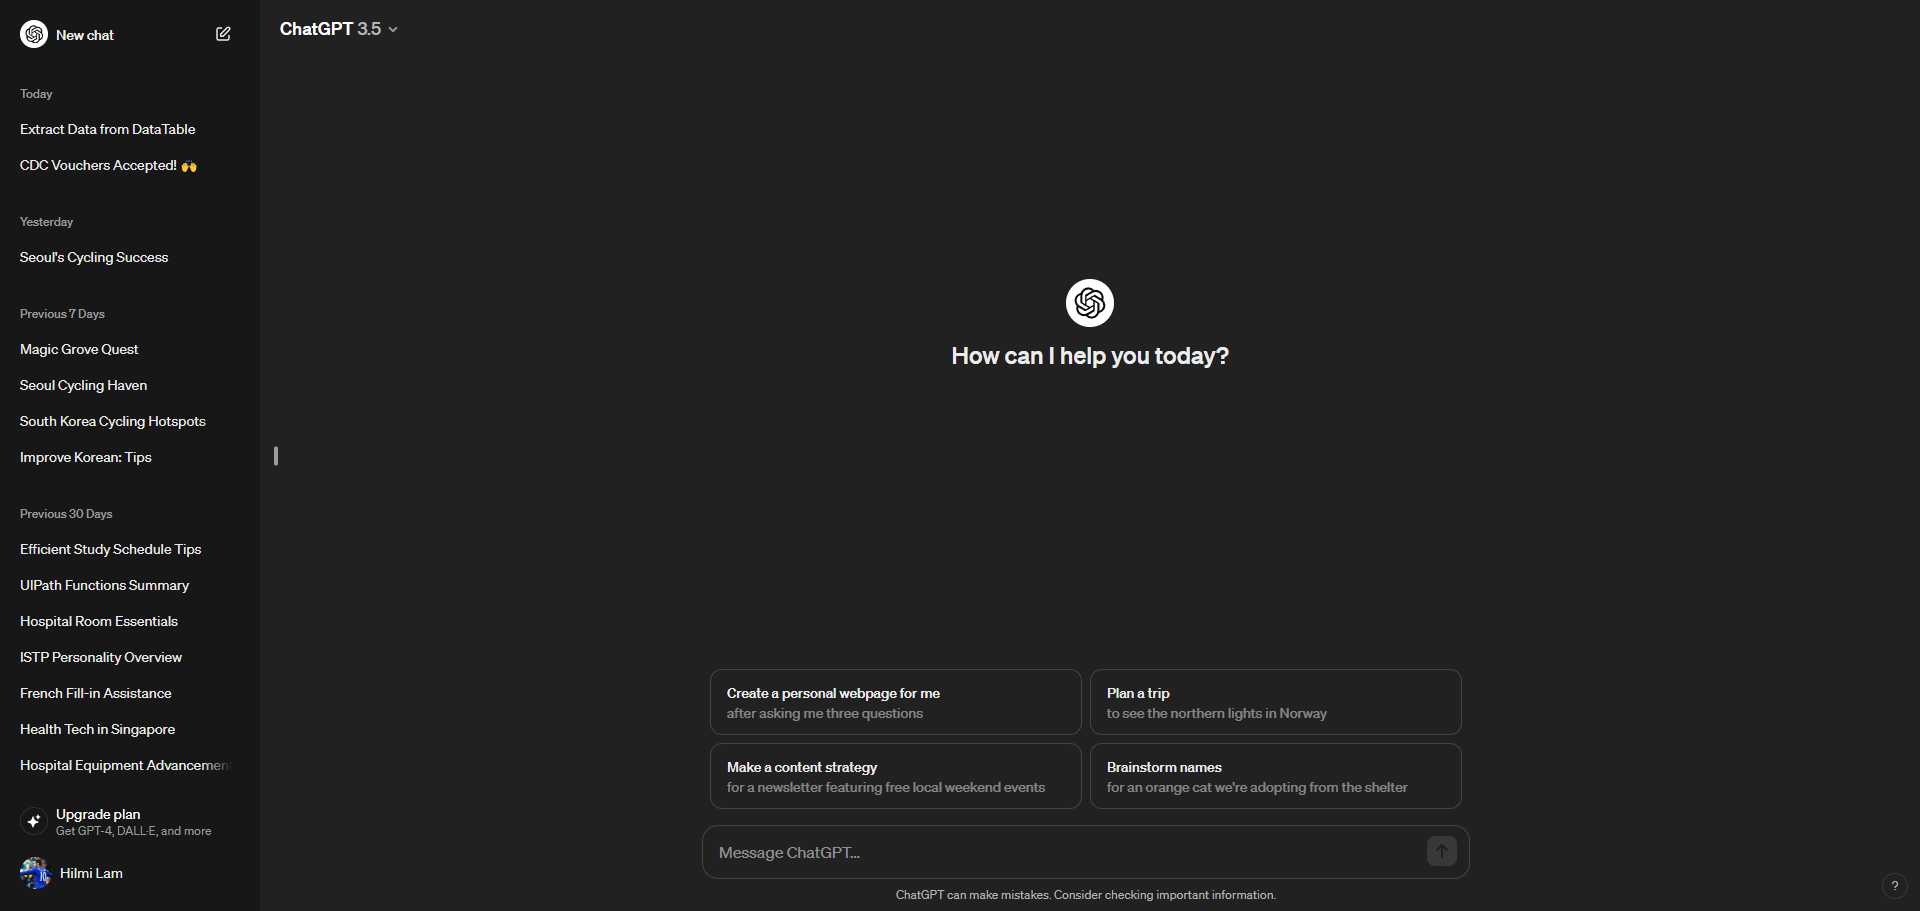 New chat
Today
Extract Data from DataTable
CDC Vouchers Accepted! 🙌
Yesterday
Seoul's Cycling Success
Previous 7 Days
Magic Grove Quest
Seoul Cycling Haven
South Korea Cycling Hotspots
Improve Korean: Tips
Previous 30 Days
Efficient Study Schedule Tips
UIPath Functions Summary
Hospital Room Essentials
ISTP Personality Overview
French Fill-in Assistance
Health Tech in Singapore
Hospital Equipment Advancemen
Upgrade plan
Get GPT-4, DALL·E, and more
Hilmi Lam
ChatGPT 3.5
How can I help you today?
Create a personal webpage for me
after asking me three questions
Plan a trip
to see the northern lights in Norway
Make a content strategy
for a newsletter featuring free local weekend events
Brainstorm names
for an orange cat we're adopting from the shelter
Message ChatGPT...
ChatGPT can make mistakes. Consider checking important information.
?